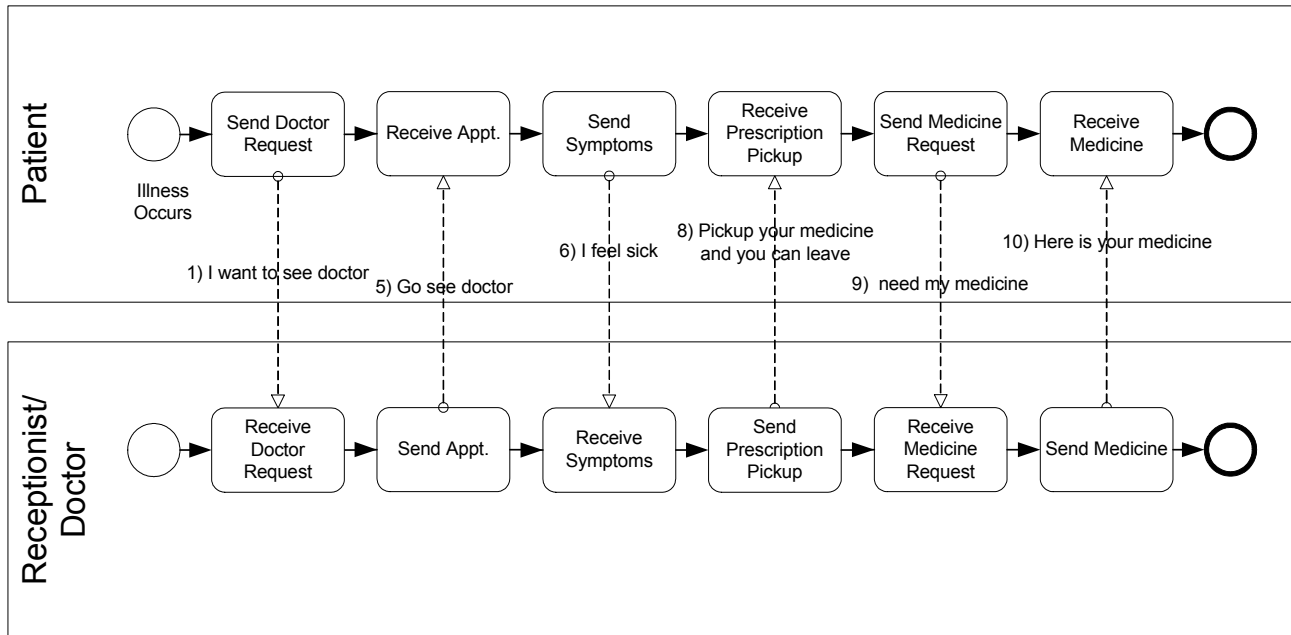 Patient
Illness
Occurs
Send Doctor
Request
Receive Appt.
Send
Symptoms
Receive
Prescription
Pickup
Send Medicine
Request
Receive
Medicine
1) I want to see doctor
5) Go see doctor
6) I feel sick
8) Pickup your medicine
and you can leave
9) need my medicine
10) Here is your medicine
Receptionist/
Doctor
Receive
Doctor
Request
Send Appt.
Receive
Symptoms
Send
Prescription
Pickup
Receive
Medicine
Request
Send Medicine